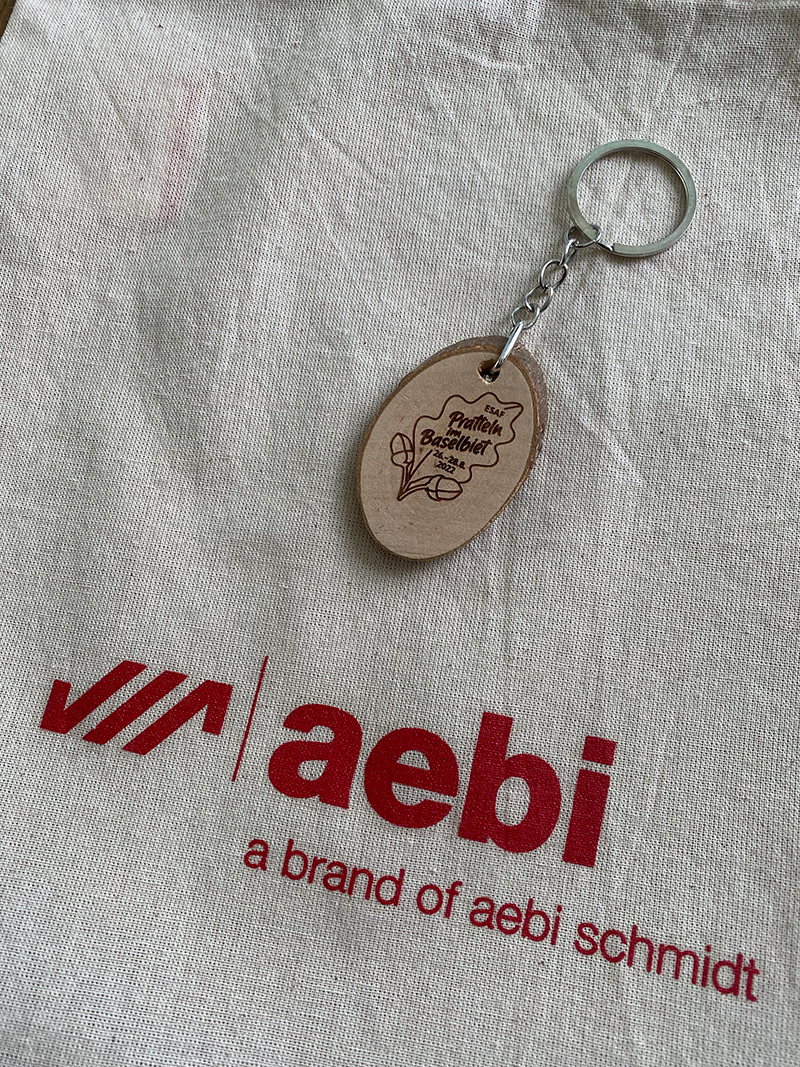 ESAF
Pratteln
im
Baselbiet
26.-28.8.
2022
aebi
a brand of aebi schmidt